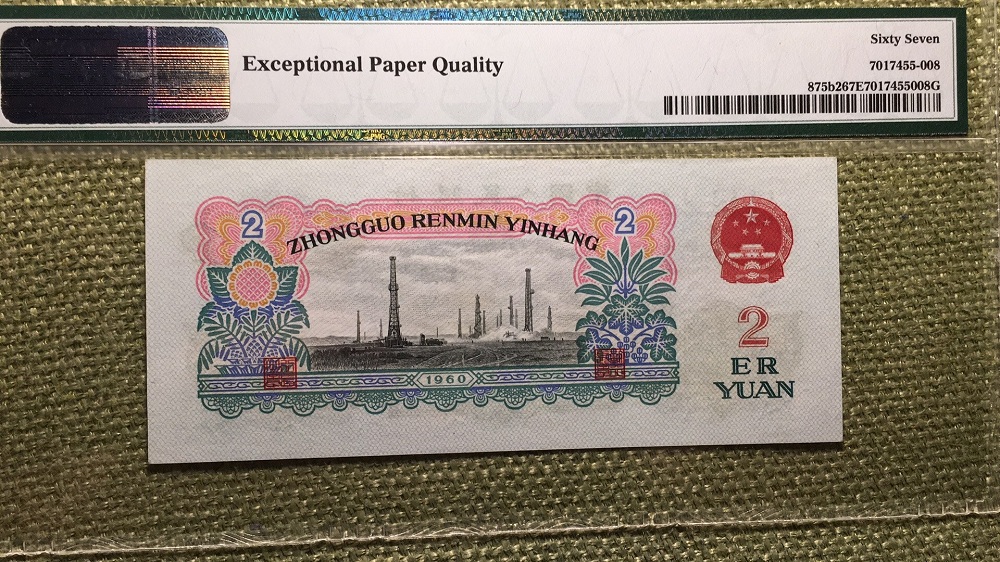 Exceptional Paper Quality
Sixty Seven
7017455-008
875b267E7017455008G
2
ZHONGGUO RENMIN YINHANG
2
2
ER
YUAN
1960